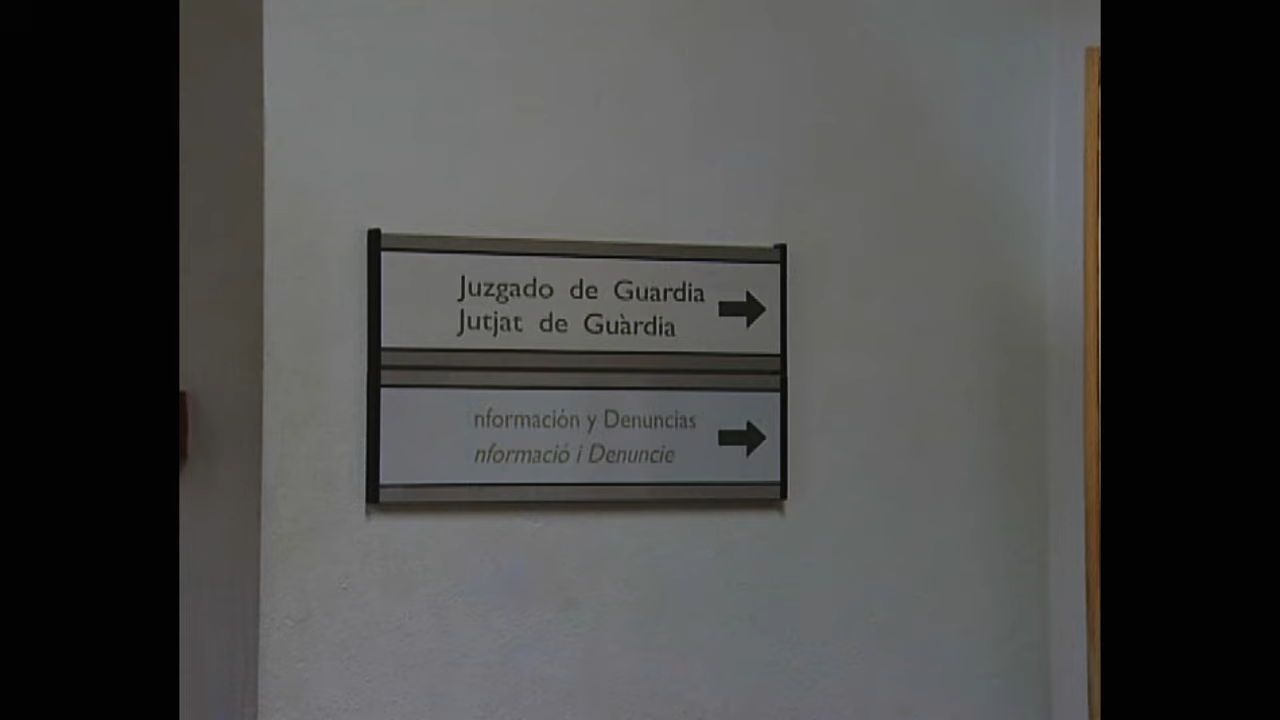 Juzgado de Guardia
Jutjat de Guàrdia
nformación y Denuncias
nformació i Denuncie